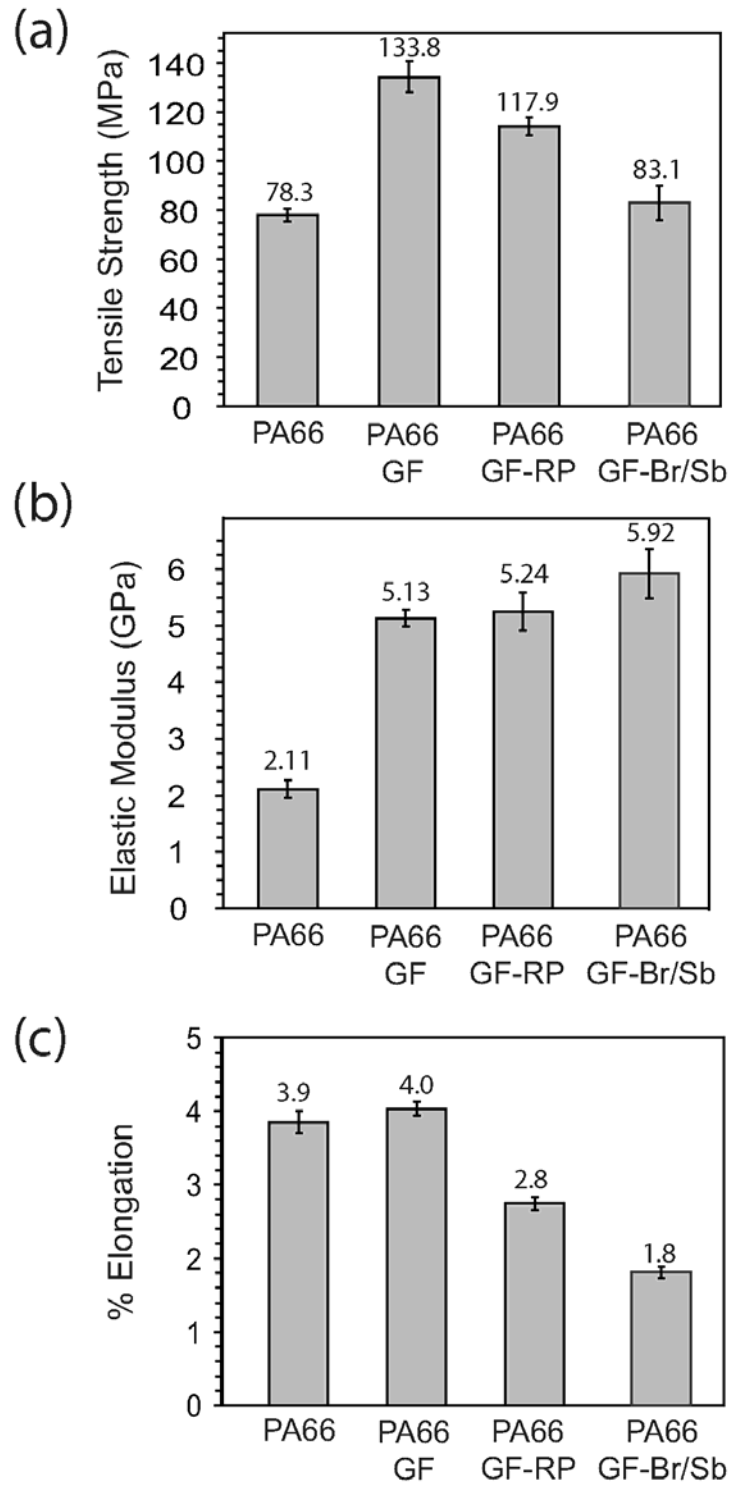 (a)
Tensile Strength (MPa)
140
120
100
80
60
40
20
0
78.3
133.8
117.9
83.1
PA66
PA66
GF
PA66
GF-RP
PA66
GF-Br/Sb
(b)
Elastic Modulus (GPa)
6
5
4
3
2
1
0
2.11
5.13
5.24
5.92
PA66
PA66
GF
PA66
GF-RP
PA66
GF-Br/Sb
(c)
% Elongation
5
4
3
2
1
0
3.9
4.0
2.8
1.8
PA66
PA66
GF
PA66
GF-RP
PA66
GF-Br/Sb